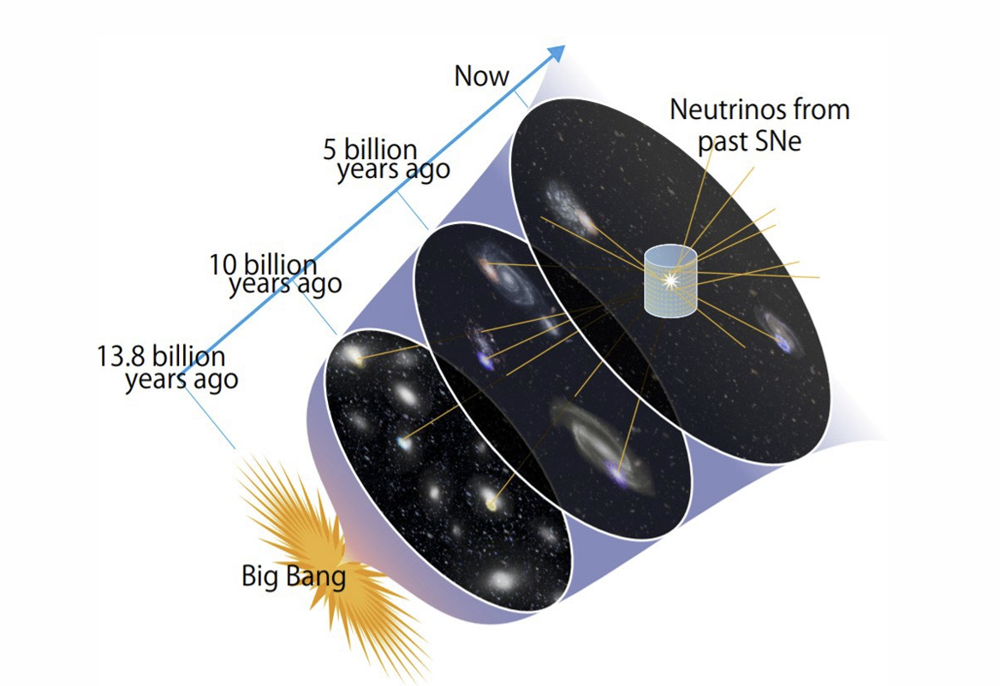 Now
Neutrinos from
past SNe
5 billion
years ago
10 billion
years ago
13.8 billion
years ago
Big Bang